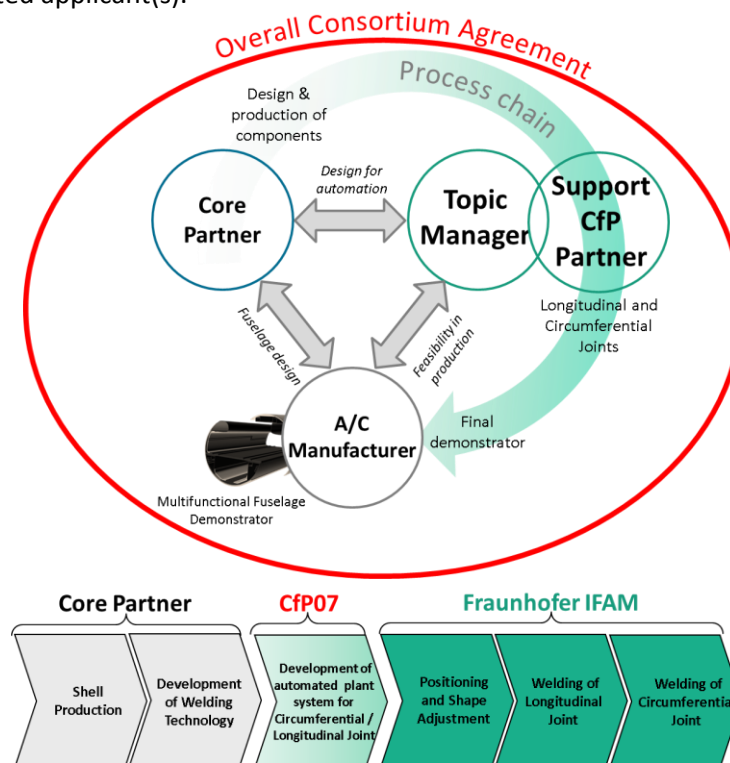 ted applicant(s).
Overall Consortium Agreement
Process chain
Design &
production of
components
Design for
automation
Core
Partner
Topic
Manager
Support
CfP
Partner
Longitudinal and
Circumferential
Joints
Fuselage design
Feasibility in
production
A/C
Manufacturer
Final
demonstrator
Multifunctional Fuselage
Demonstrator
Core Partner
CfP07
Fraunhofer IFAM
Shell
Production
Development
of Welding
Technology
Development of
automated plant
system for
Circumferential /
Longitudinal Joint
Positioning
and Shape
Adjustment
Welding of
Longitudinal
Joint
Welding of
Circumferential
Joint